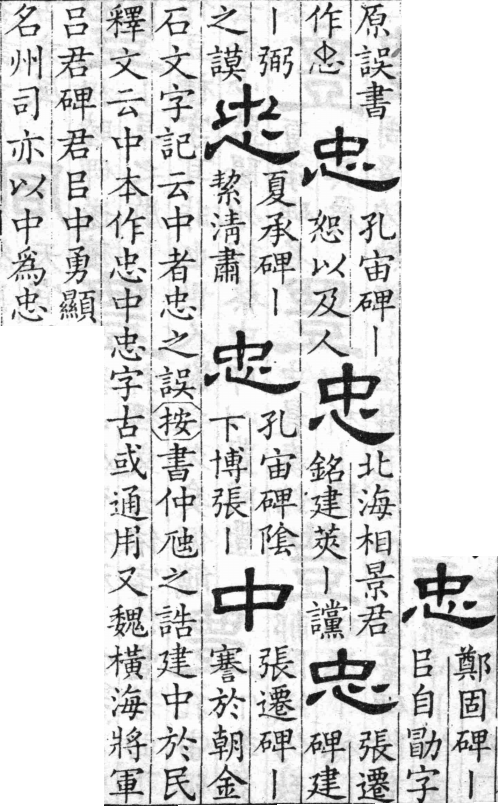 忠
鄭固碑丨
㠯自勖字
原誤書
作
忠
孔宙碑丨
恕以及人
忠
北海相景君
銘建莢丨讜
忠
張遷
碑建
丨弼
之謨
忠
夏承碑丨
絜淸肅
忠
孔宙碑陰
下博張丨
中
張遷碑丨
謇於朝金
石文字記云中者忠之誤按書仲虺之誥建中於民
釋文云中本作忠中忠字古或通用又魏橫海將軍
呂君碑君㠯中勇顯
名州司亦以中爲忠